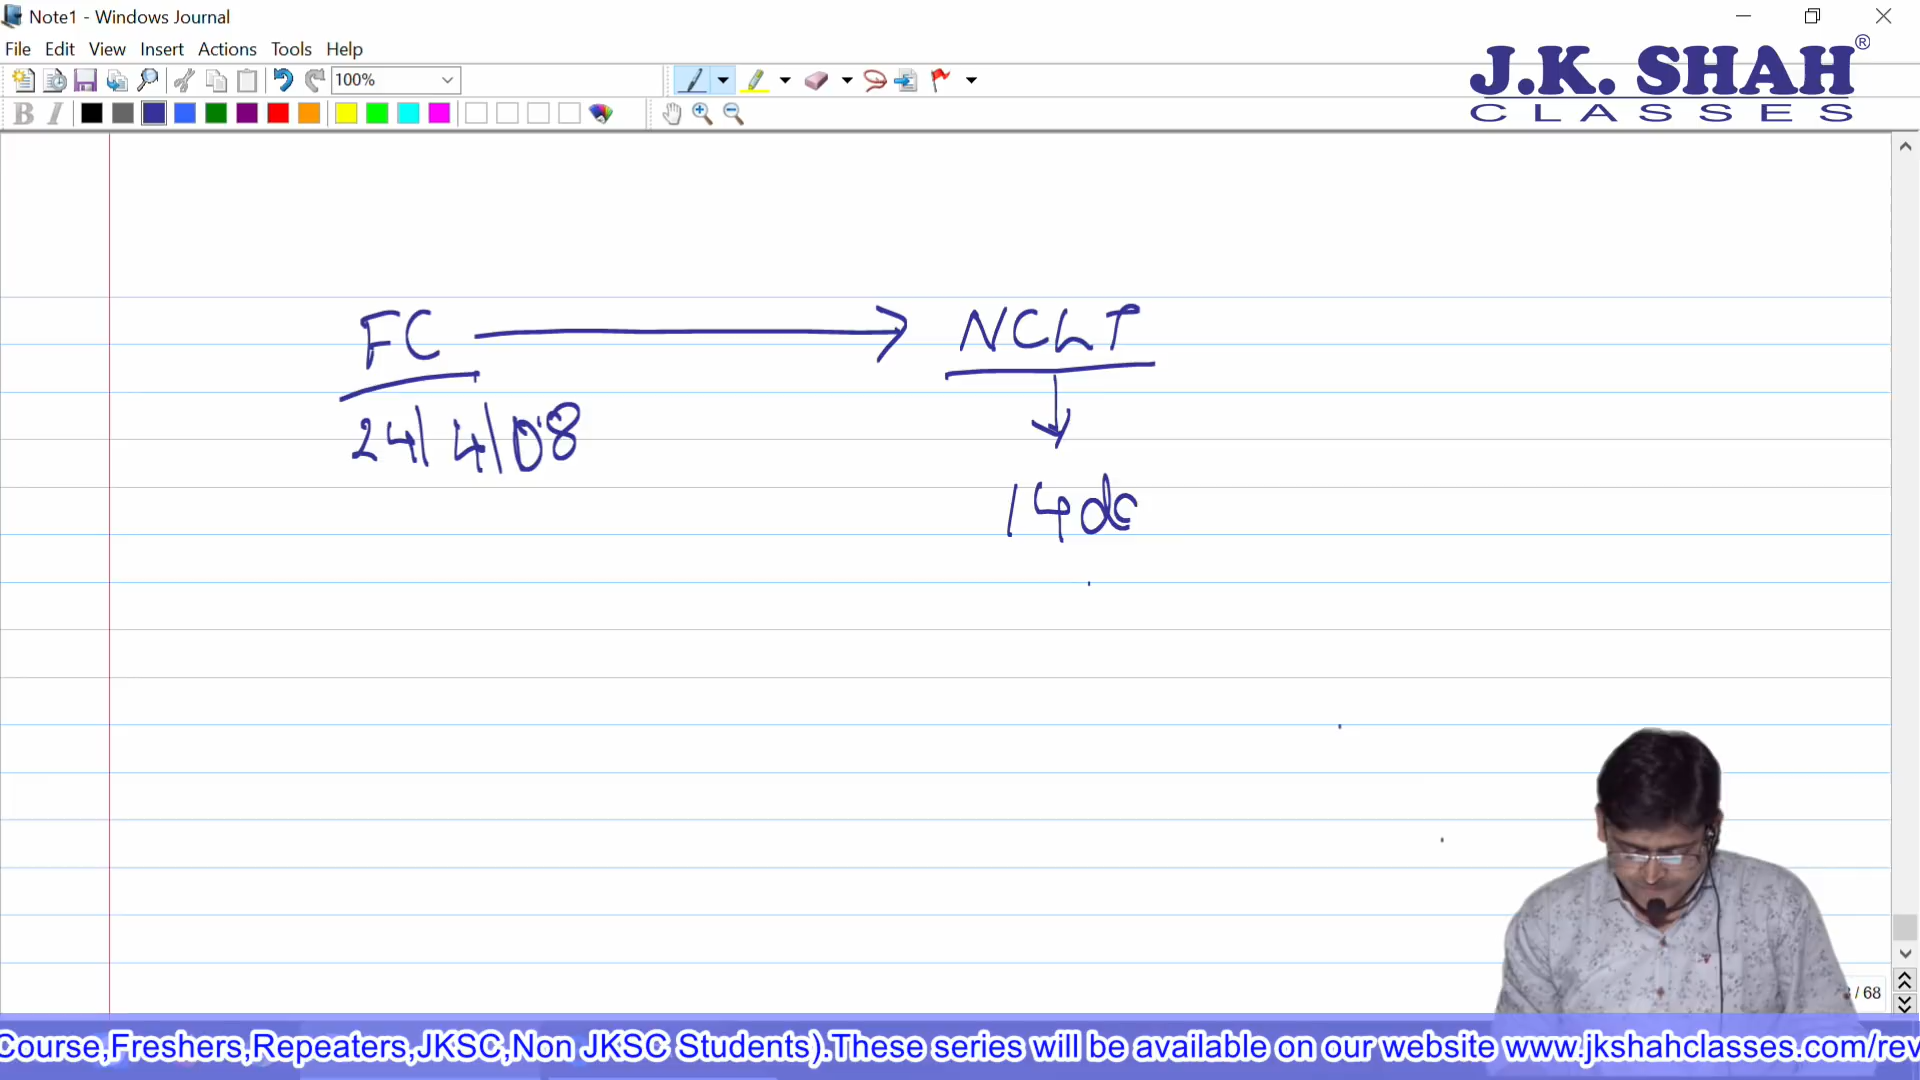 Note1 - Windows Journal
File Edit View Insert Actions Tools Help
100%
J.K. SHAH®
CLASSES
B I
FC → NCLT
24/4/08
14 da
/ 68
Course,Freshers,Repeaters,JKSC,Non JKSC Students).These series will be available on our website www.jkshahclasses.com/rev